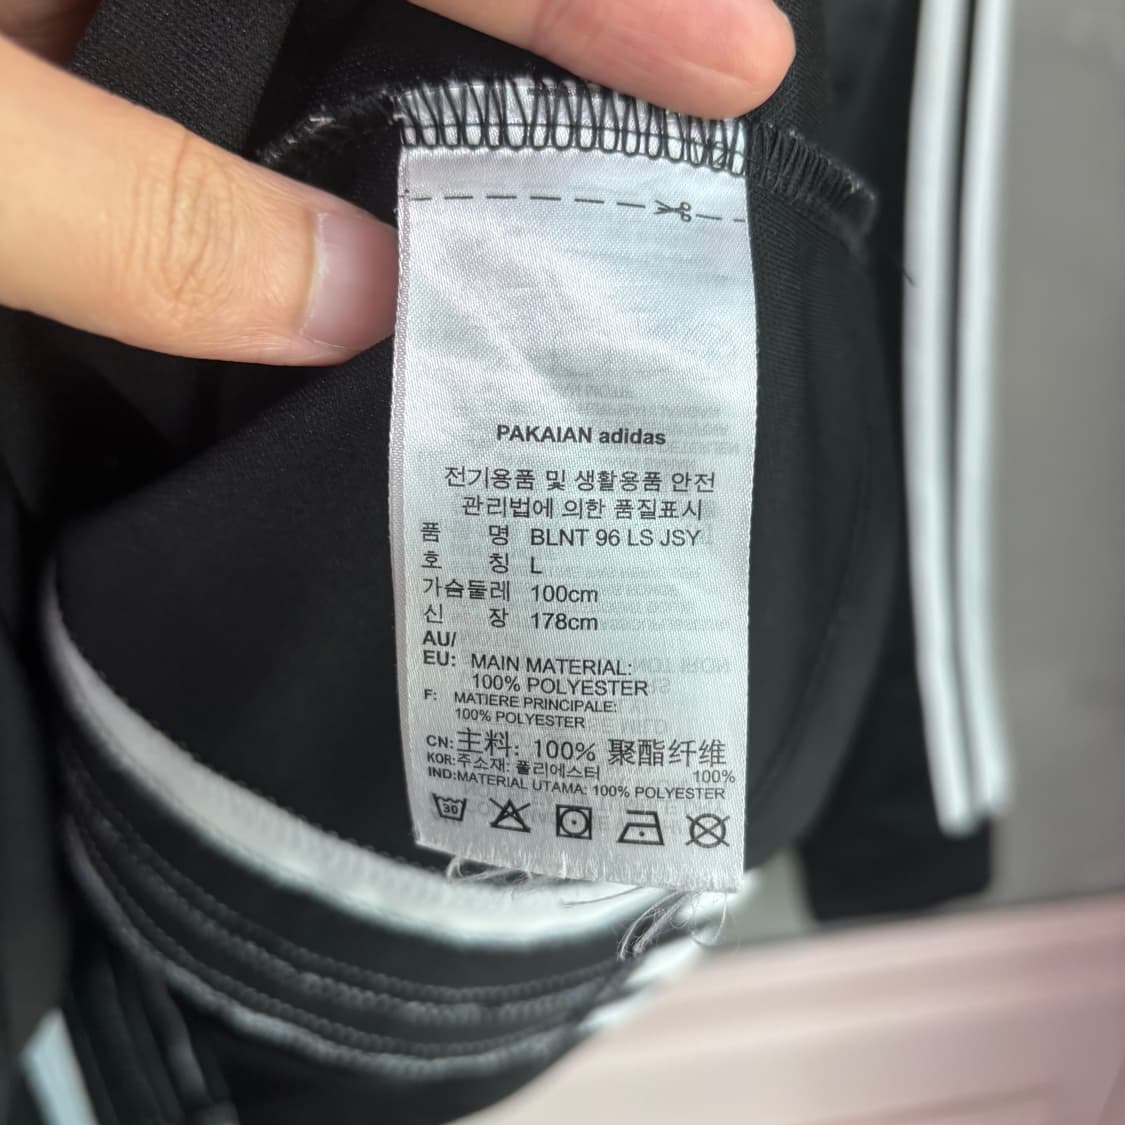 PAKAIAN adidas
전기용품 및 생활용품 안전
관리법에 의한 품질표시
품 명 BLNT 96 LS JSY
호 칭 L
가슴둘레 100cm
신 장 178cm
AU/
EU: MAIN MATERIAL:
100% POLYESTER
F: MATIERE PRINCIPALE:
100% POLYESTER
CN: 主料: 100% 聚酯纤维
KOR: 주소재: 폴리에스터 100%
IND: MATERIAL UTAMA: 100% POLYESTER
30